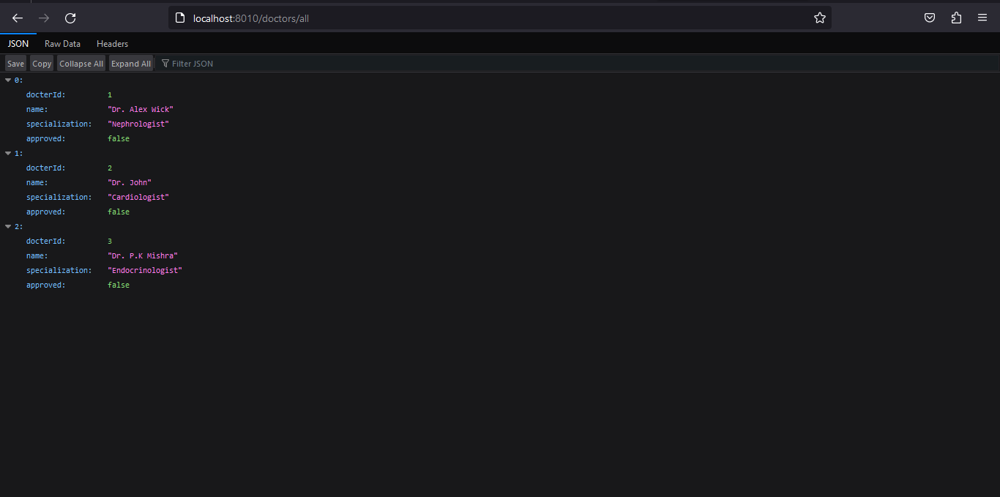 localhost:8010/doctors/all
JSON Raw Data Headers
Save Copy Collapse All Expand All Filter JSON
0:
docterId: 1
name: "Dr. Alex Wick"
specialization: "Nephrologist"
approved: false
1:
docterId: 2
name: "Dr. John"
specialization: "Cardiologist"
approved: false
2:
docterId: 3
name: "Dr. P.K Mishra"
specialization: "Endocrinologist"
approved: false